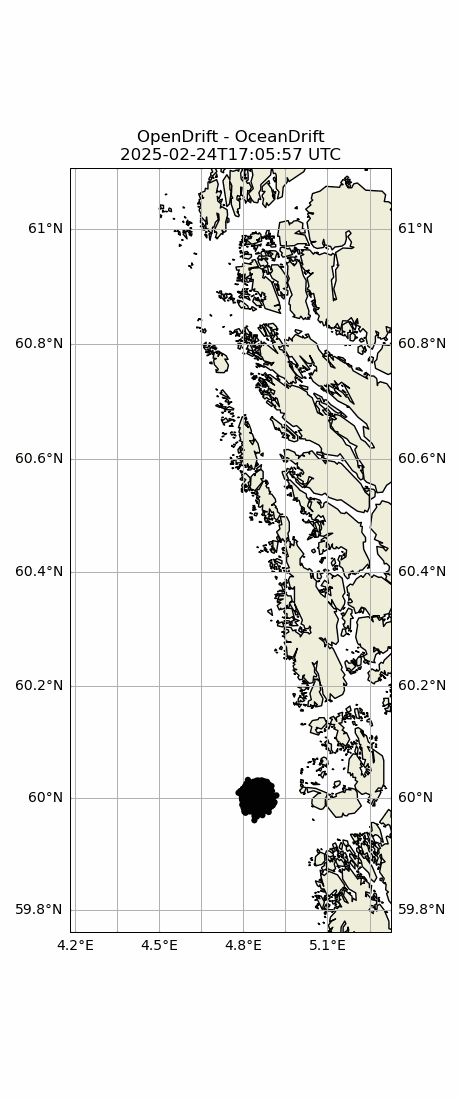 OpenDrift - OceanDrift
2025-02-24T17:05:57 UTC
61°N 61°N
60.8°N 60.8°N
60.6°N 60.6°N
60.4°N 60.4°N
60.2°N 60.2°N
60°N 60°N
59.8°N 59.8°N
4.2°E 4.5°E 4.8°E 5.1°E